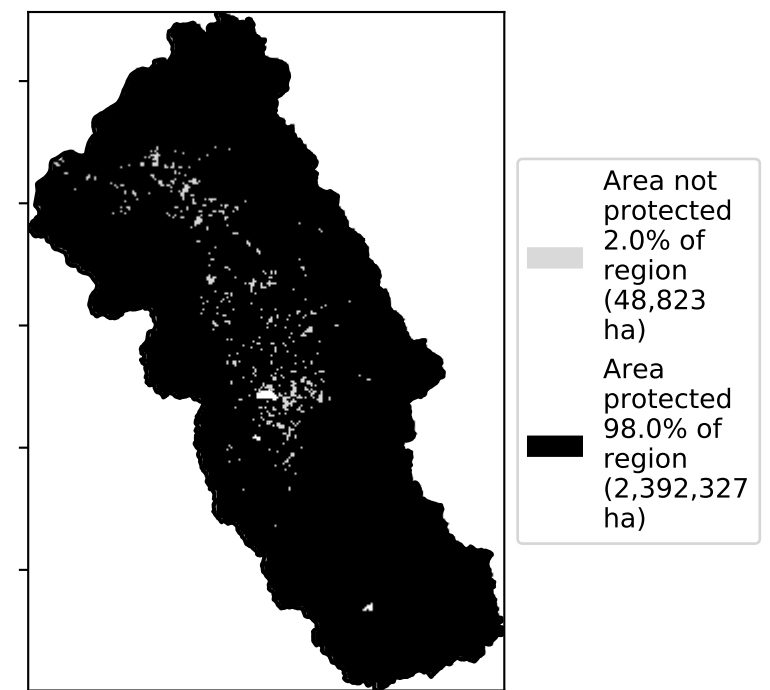 Area not
protected
2.0% of
region
(48,823
ha)
Area
protected
98.0% of
region
(2,392,327
ha)